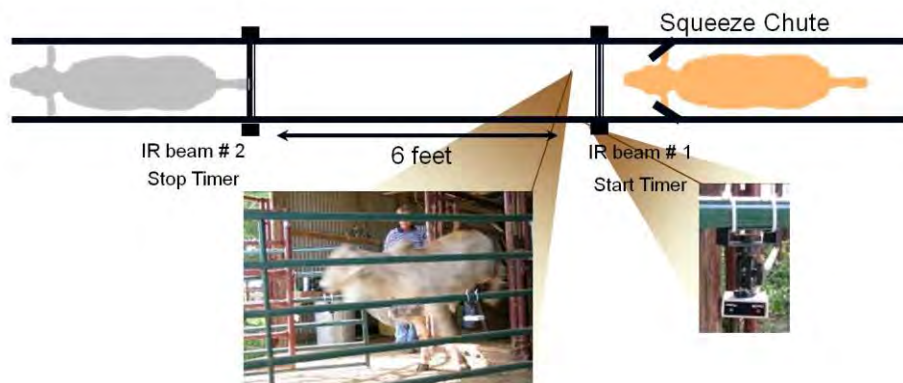 Squeeze Chute
IR beam # 2
Stop Timer
6 feet
IR beam # 1
Start Timer